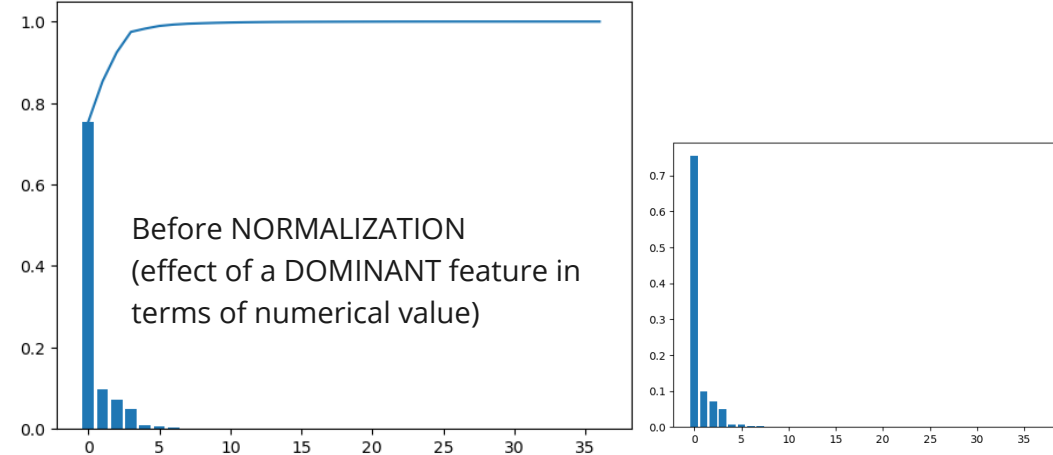 1.0
0.8
0.6
0.4
0.2
0.0
0 5 10 15 20 25 30 35
Before NORMALIZATION
(effect of a DOMINANT feature in
terms of numerical value)
0.7
0.6
0.5
0.4
0.3
0.2
0.1
0.0
0 5 10 15 20 25 30 35